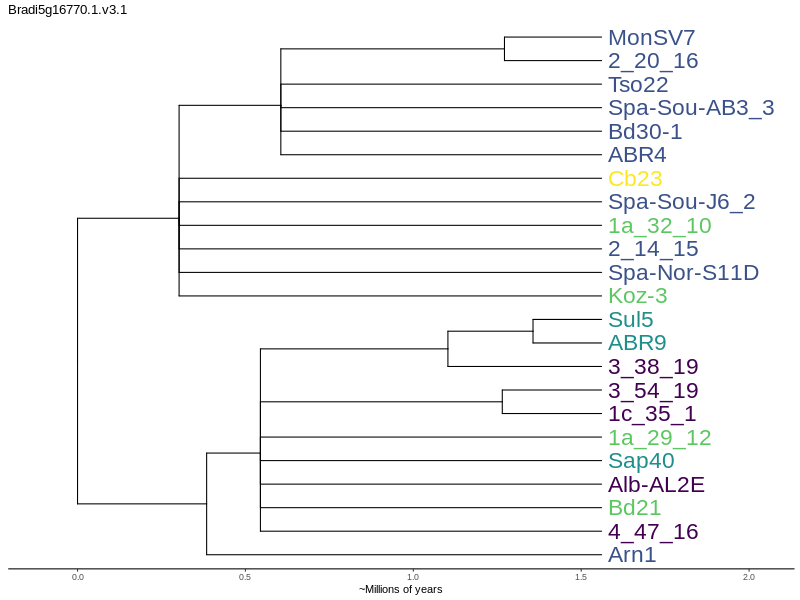 Bradi5g16770.1.v3.1
MonSV7
2_20_16
Tso22
Spa-Sou-AB3_3
Bd30-1
ABR4
Cb23
Spa-Sou-J6_2
1a_32_10
2_14_15
Spa-Nor-S11D
Koz-3
Sul5
ABR9
3_38_19
3_54_19
1c_35_1
1a_29_12
Sap40
Alb-AL2E
Bd21
4_47_16
Arn1
0.0 0.5 1.0 1.5 2.0
~Millions of years